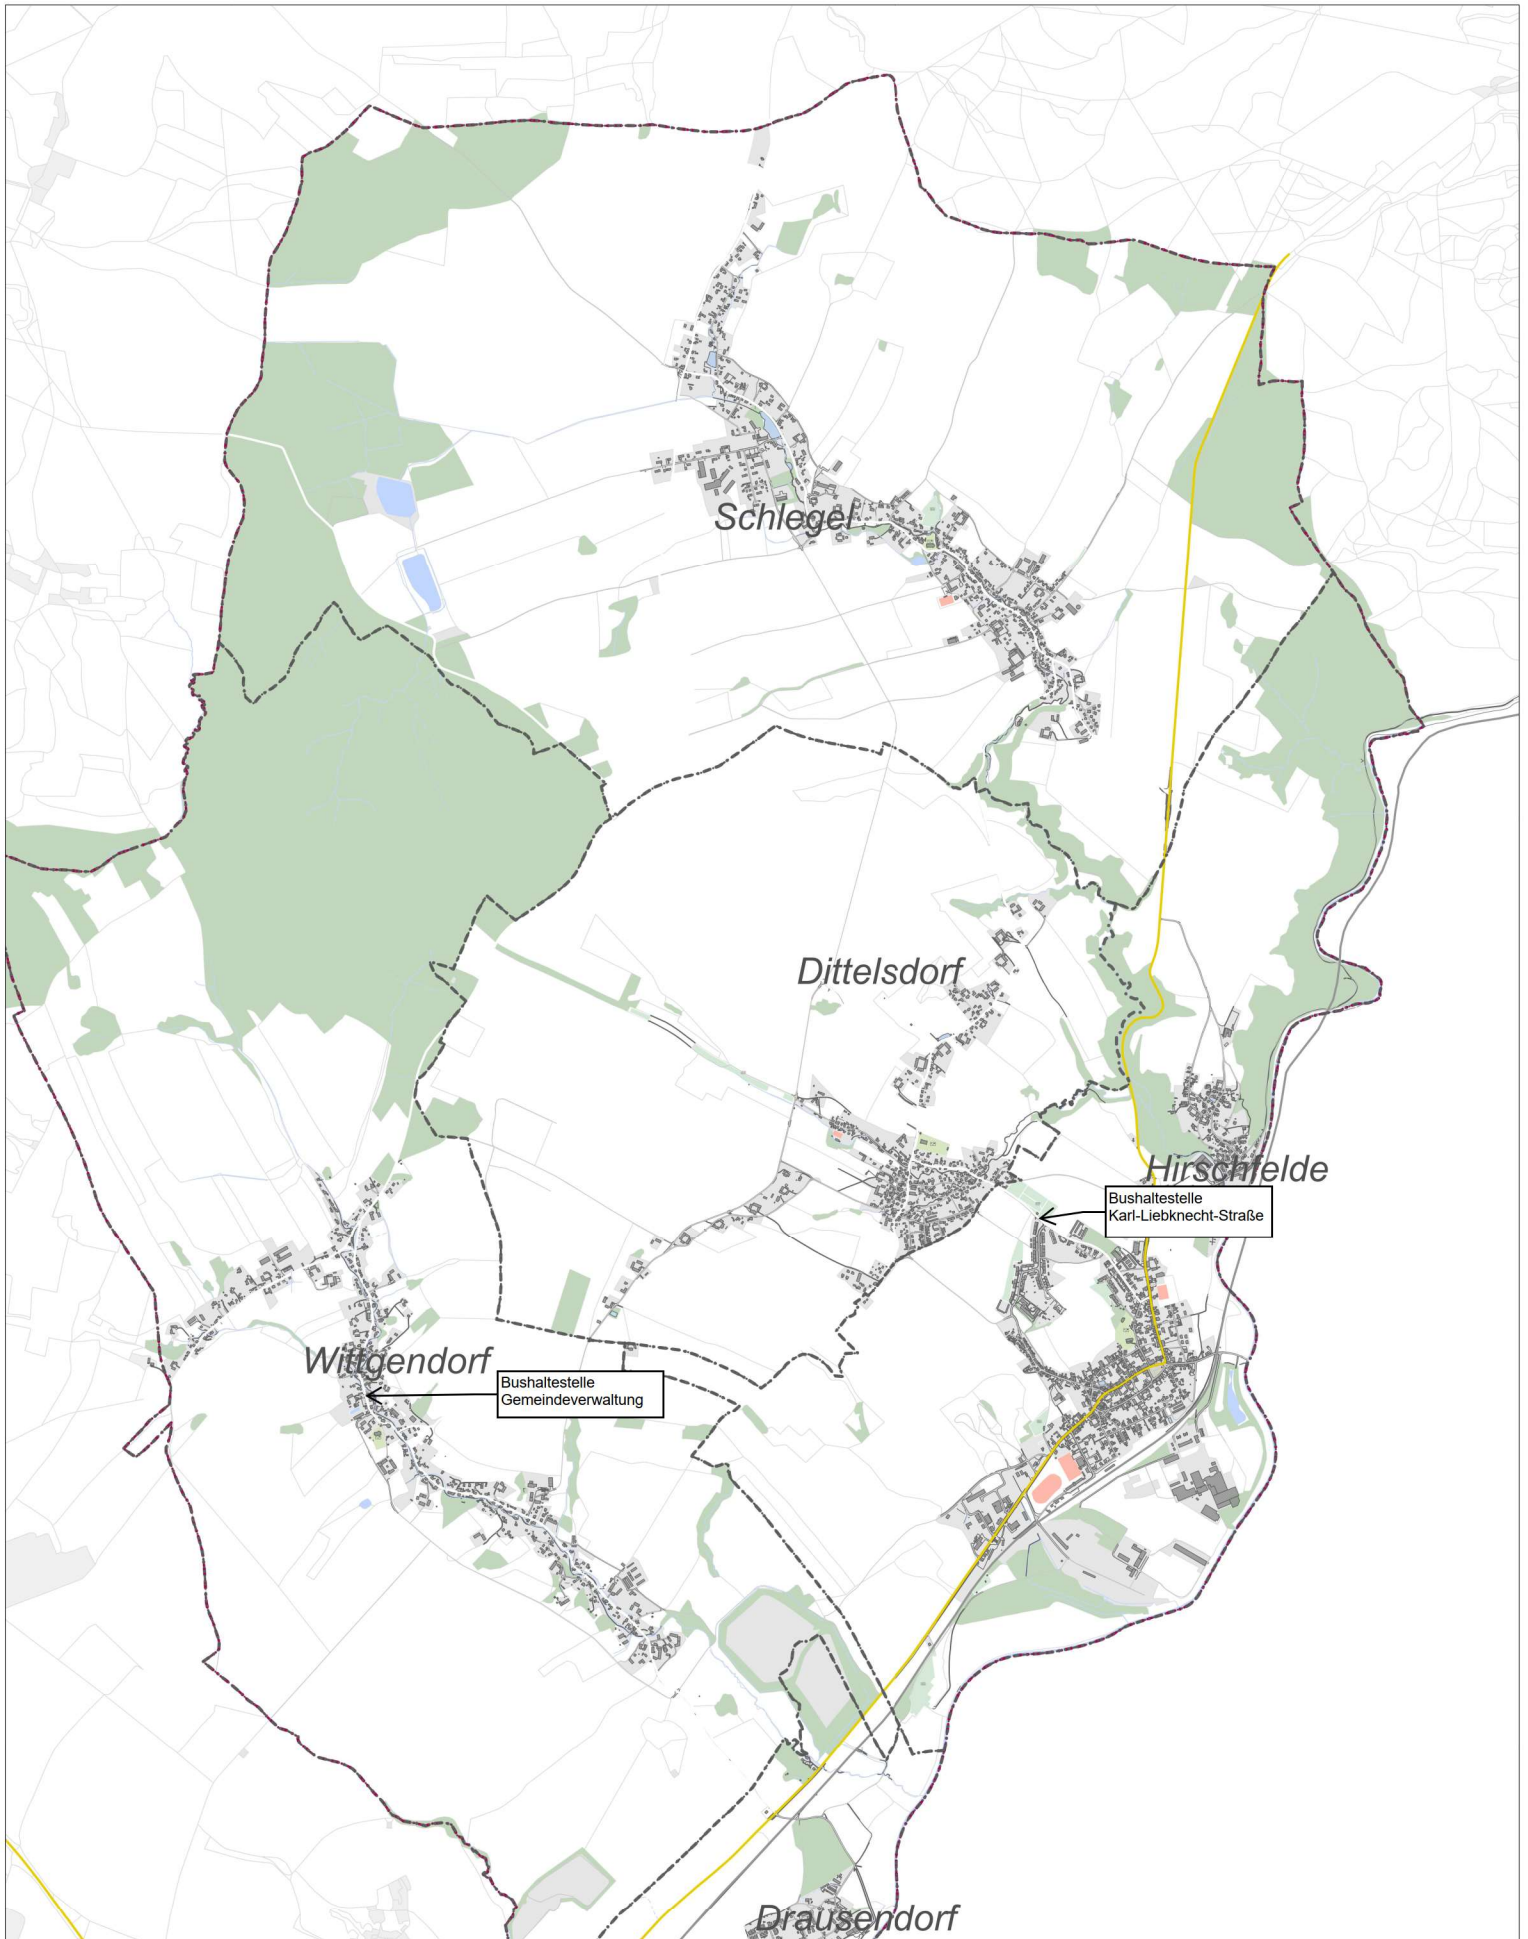 Schlegel
Dittelsdorf
Hirschfelde
Bushaltestelle
Karl-Liebknecht-Straße
Wittgendorf
Bushaltestelle
Gemeindeverwaltung
Drausendorf